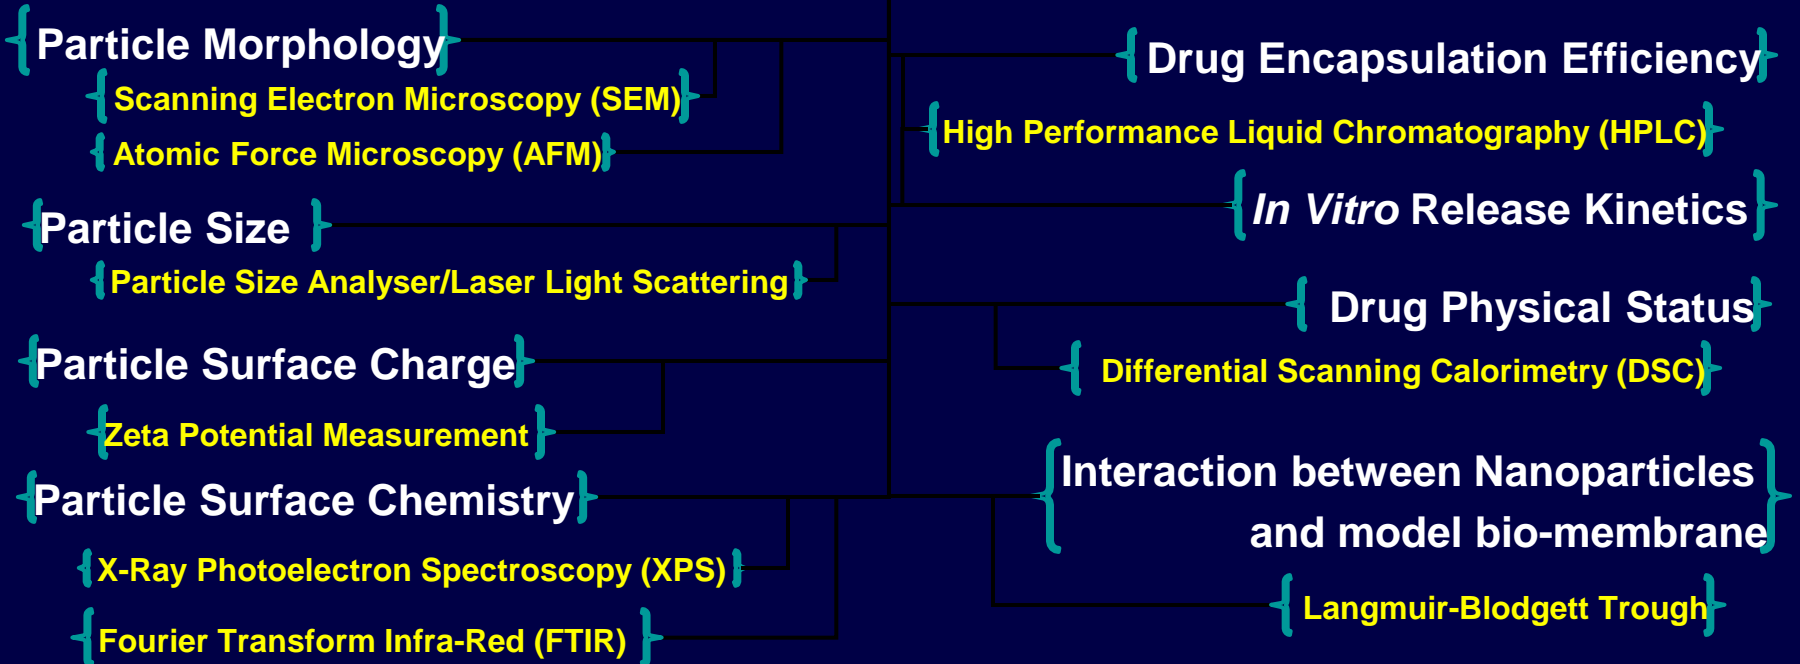 Particle Morphology
Scanning Electron Microscopy (SEM)
Atomic Force Microscopy (AFM)
Particle Size
Particle Size Analyser/Laser Light Scattering
Particle Surface Charge
Zeta Potential Measurement
Particle Surface Chemistry
X-Ray Photoelectron Spectroscopy (XPS)
Fourier Transform Infra-Red (FTIR)
Drug Encapsulation Efficiency
High Performance Liquid Chromatography (HPLC)
In Vitro Release Kinetics
Drug Physical Status
Differential Scanning Calorimetry (DSC)
Interaction between Nanoparticles
and model bio-membrane
Langmuir-Blodgett Trough